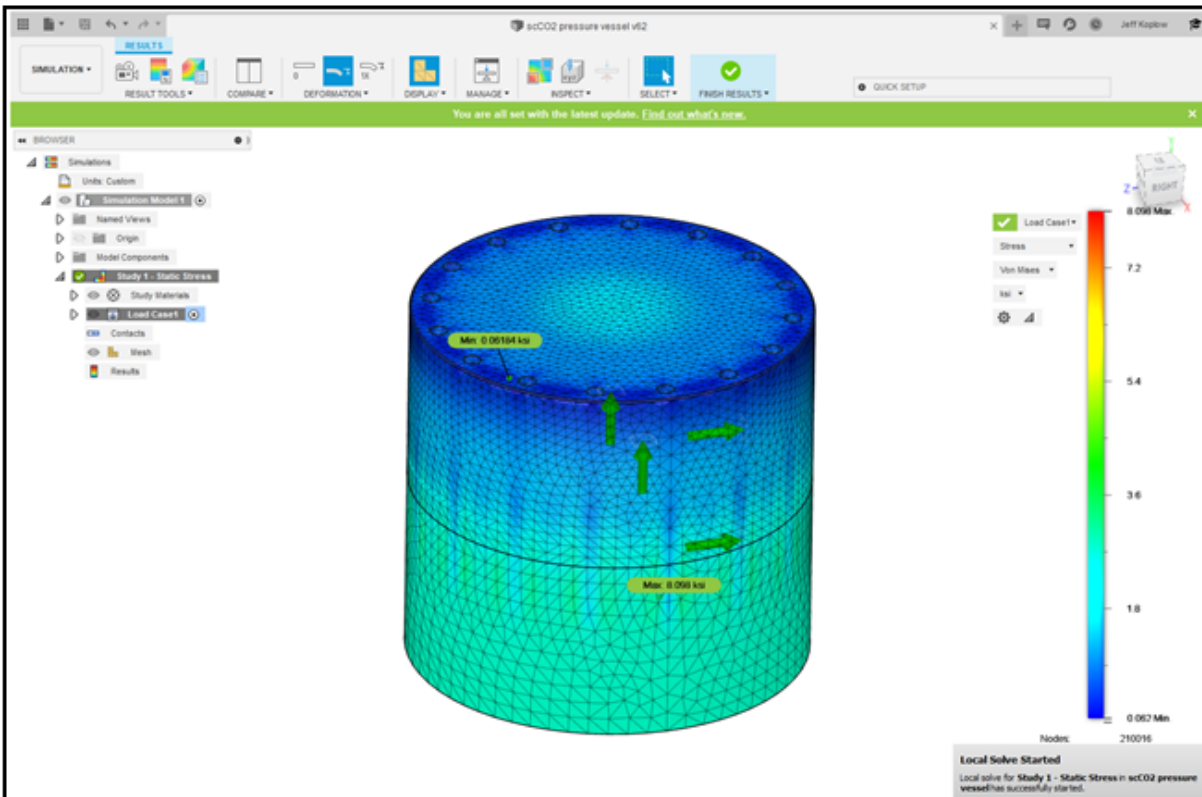 scCO2 pressure vessel v62
Jeff Koplow
RESULTS
SIMULATION
RESULT TOOLS
COMPARE
DEFORMATION
DISPLAY
MANAGE
INSPECT
SELECT
FINISH RESULTS
QUICK SETUP
You are all set with the latest update. Find out what's new.
BROWSER
Simulations
Units: Custom
Simulation Model 1
Named Views
Origin
Model Components
Study 1 - Static Stress
Study Materials
Load Case1
Contacts
Mesh
Results
Min: 0.06184 ksi
Max: 8.098 ksi
Y
Z
RIGHT
X
Load Case1
Stress
Von Mises
ksi
8.098 Max.
7.2
5.4
3.6
1.8
0.062 Min.
Nodes: 210016
Local Solve Started
Local solve for Study 1 - Static Stress in scCO2 pressure
vessel has successfully started.